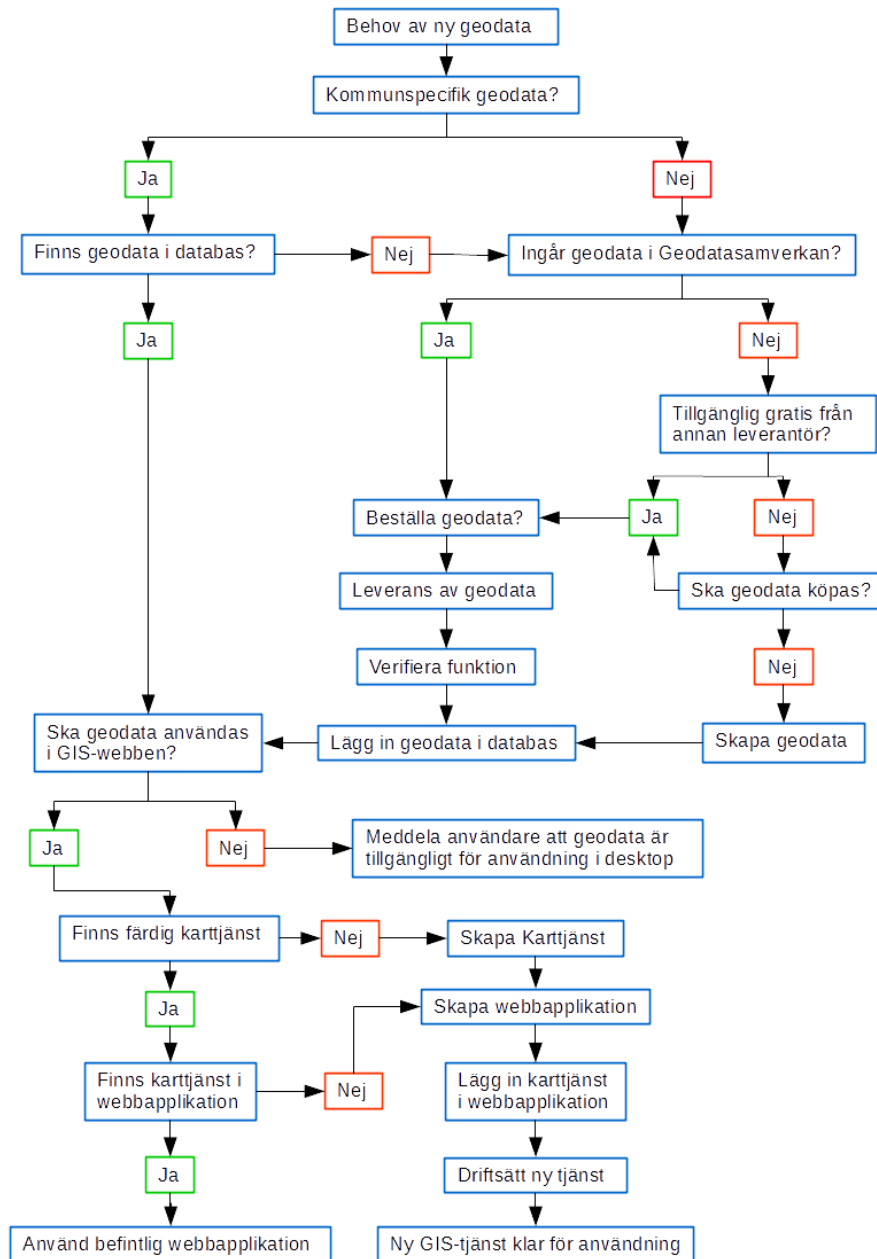 Behov av ny geodata
Kommunspecifik geodata?
Ja
Nej
Finns geodata i databas?
Nej
Ingår geodata i Geodatasamverkan?
Ja
Ja
Nej
Tillgänglig gratis från
annan leverantör?
Beställa geodata?
Ja
Nej
Leverans av geodata
Ska geodata köpas?
Verifiera funktion
Nej
Ska geodata användas
i GIS-webben?
Lägg in geodata i databas
Skapa geodata
Ja
Nej
Meddela användare att geodata är
tillgängligt för användning i desktop
Finns färdig karttjänst
Nej
Skapa Karttjänst
Ja
Skapa webbapplikation
Finns karttjänst i
webbapplikation
Nej
Lägg in karttjänst
i webbapplikation
Ja
Driftsätt ny tjänst
Använd befintlig webbapplikation
Ny GIS-tjänst klar för användning